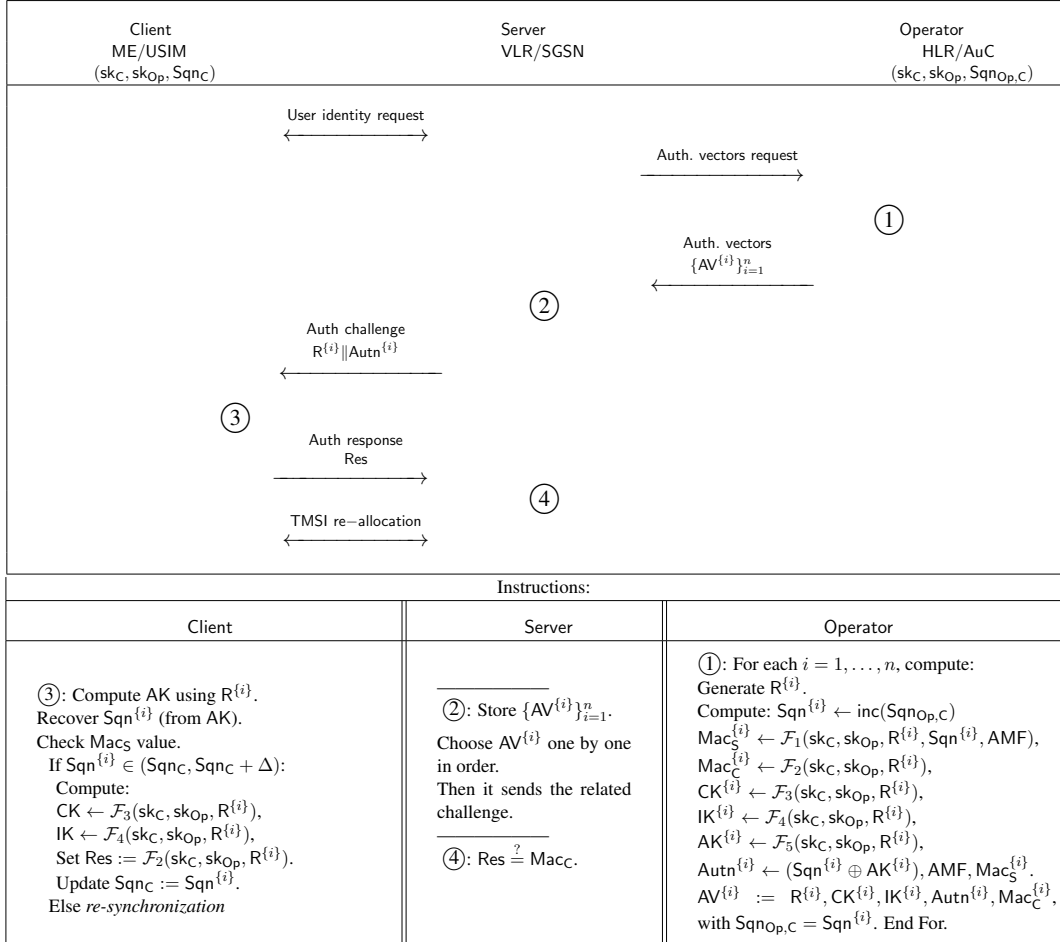 Client Server Operator
ME/USIM VLR/SGSN HLR/AuC
(sk_C, sk_Op, Sqn_C) (sk_C, sk_Op, Sqn_Op,C)
User identity request
Auth. vectors request
①
Auth. vectors
{AV^{i}}_{i=1}^n
②
Auth challenge
R^{i}‖Autn^{i}
③
Auth response
Res
④
TMSI re−allocation
Instructions:
Client Server Operator
③: Compute AK using R^{i}.
Recover Sqn^{i} (from AK).
Check Mac_S value.
If Sqn^{i} ∈ (Sqn_C, Sqn_C + Δ):
Compute:
CK ← F_3(sk_C, sk_Op, R^{i}),
IK ← F_4(sk_C, sk_Op, R^{i}),
Set Res := F_2(sk_C, sk_Op, R^{i}).
Update Sqn_C := Sqn^{i}.
Else re-synchronization
②: Store {AV^{i}}_{i=1}^n.
Choose AV^{i} one by one
in order.
Then it sends the related
challenge.
④: Res =? Mac_C.
①: For each i = 1, . . . , n, compute:
Generate R^{i}.
Compute: Sqn^{i} ← inc(Sqn_Op,C)
Mac_S^{i} ← F_1(sk_C, sk_Op, R^{i}, Sqn^{i}, AMF),
Mac_C^{i} ← F_2(sk_C, sk_Op, R^{i}),
CK^{i} ← F_3(sk_C, sk_Op, R^{i}),
IK^{i} ← F_4(sk_C, sk_Op, R^{i}),
AK^{i} ← F_5(sk_C, sk_Op, R^{i}),
Autn^{i} ← (Sqn^{i} ⊕ AK^{i}), AMF, Mac_S^{i}.
AV^{i} := R^{i}, CK^{i}, IK^{i}, Autn^{i}, Mac_C^{i},
with Sqn_Op,C = Sqn^{i}. End For.